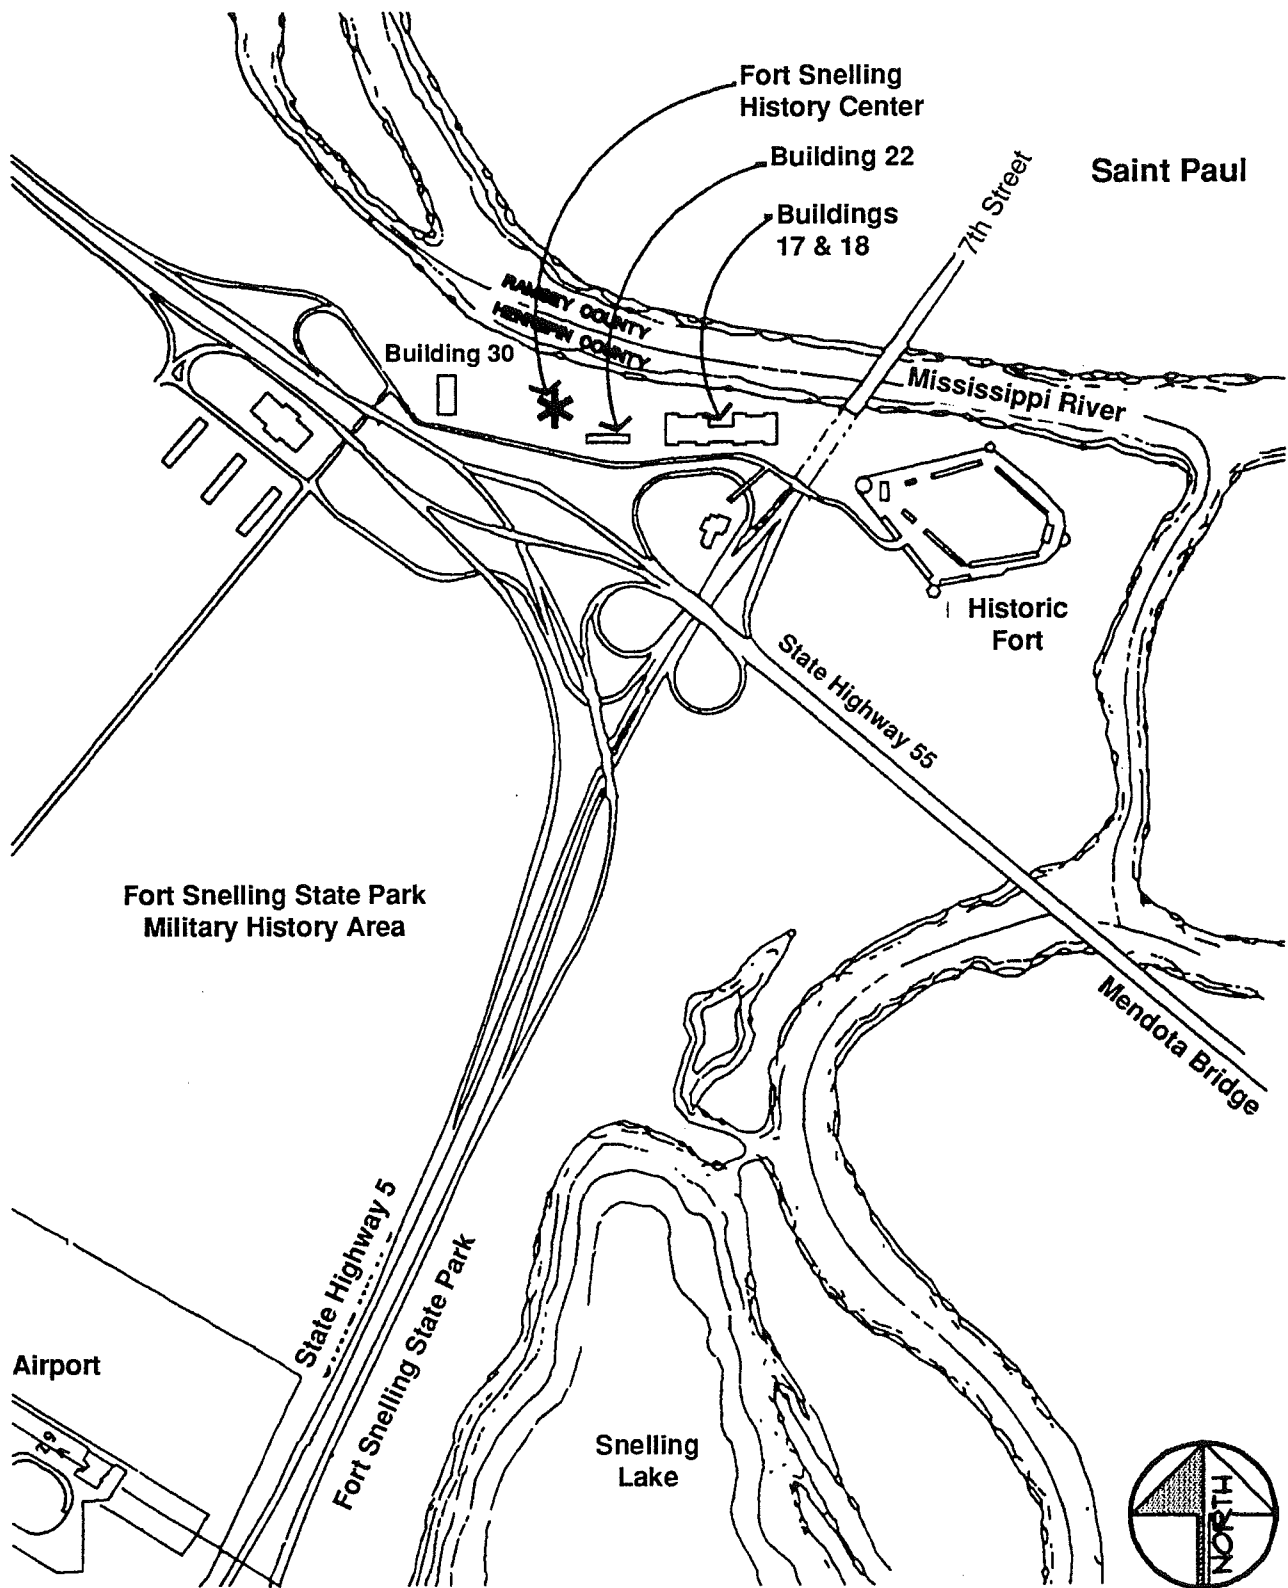 Fort Snelling
History Center
Building 22
Saint Paul
Buildings
17 & 18
7th Street
RAMSEY COUNTY
HENNEPIN COUNTY
Building 30
Mississippi River
Historic
Fort
State Highway 55
Fort Snelling State Park
Military History Area
Mendota Bridge
State Highway 5
Fort Snelling State Park
Airport
Snelling
Lake
NORTH